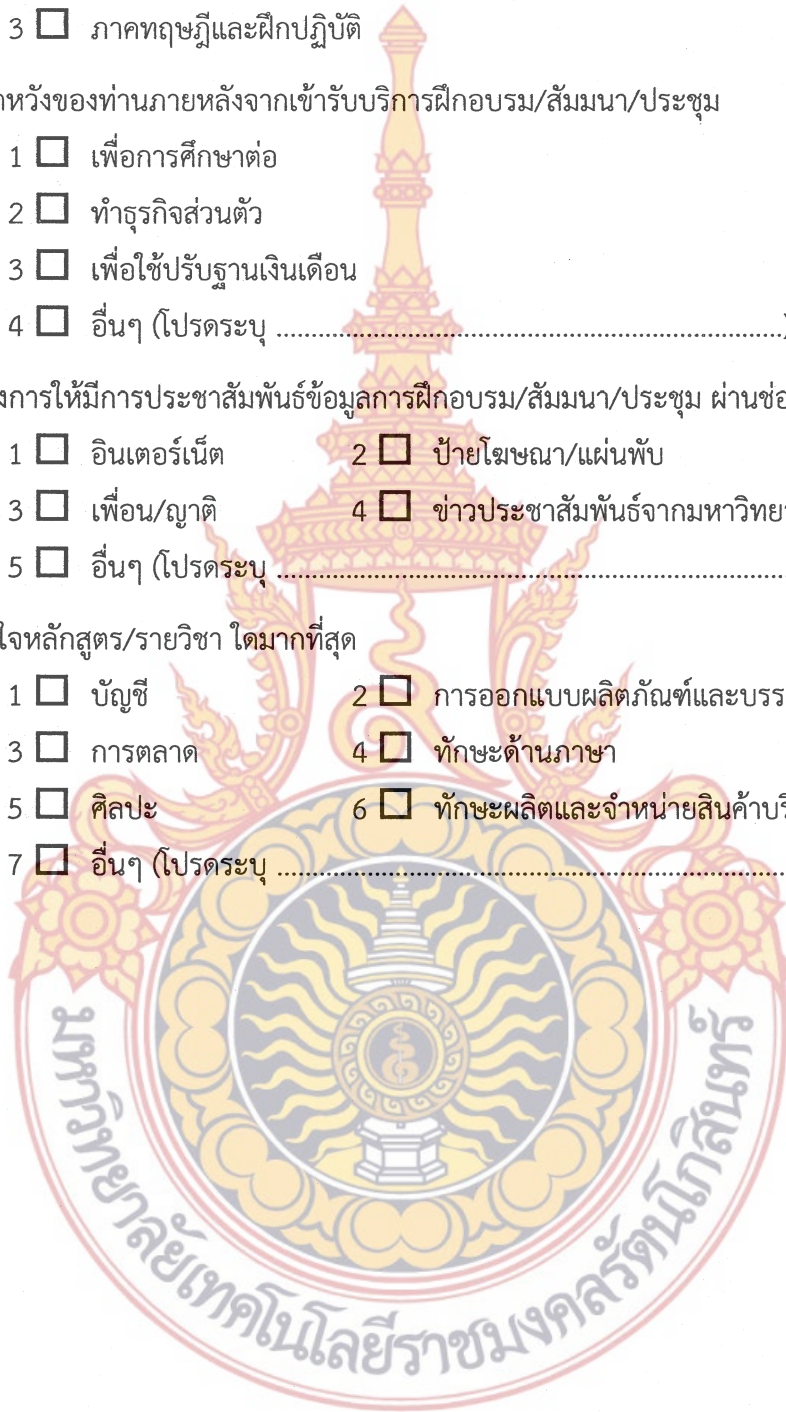 3 ☐ ภาคทฤษฎีและฝึกปฏิบัติ
หวังของท่านภายหลังจากเข้ารับบริการฝึกอบรม/สัมมนา/ประชุม
1 ☐ เพื่อการศึกษาต่อ
2 ☐ ทำธุรกิจส่วนตัว
3 ☐ เพื่อใช้ปรับฐานเงินเดือน
4 ☐ อื่นๆ (โปรดระบุ ........................................................................)
งการให้มีการประชาสัมพันธ์ข้อมูลการฝึกอบรม/สัมมนา/ประชุม ผ่านช่อ
1 ☐ อินเตอร์เน็ต 2 ☐ ป้ายโฆษณา/แผ่นพับ
3 ☐ เพื่อน/ญาติ 4 ☐ ข่าวประชาสัมพันธ์จากมหาวิทย
5 ☐ อื่นๆ (โปรดระบุ ........................................................................
ใจหลักสูตร/รายวิชา ใดมากที่สุด
1 ☐ บัญชี 2 ☐ การออกแบบผลิตภัณฑ์และบรร
3 ☐ การตลาด 4 ☐ ทักษะด้านภาษา
5 ☐ ศิลปะ 6 ☐ ทักษะผลิตและจำหน่ายสินค้าบริ
7 ☐ อื่นๆ (โปรดระบุ ........................................................................
มหาวิทยาลัยเทคโนโลยีราชมงคลรัตนโกสินทร์